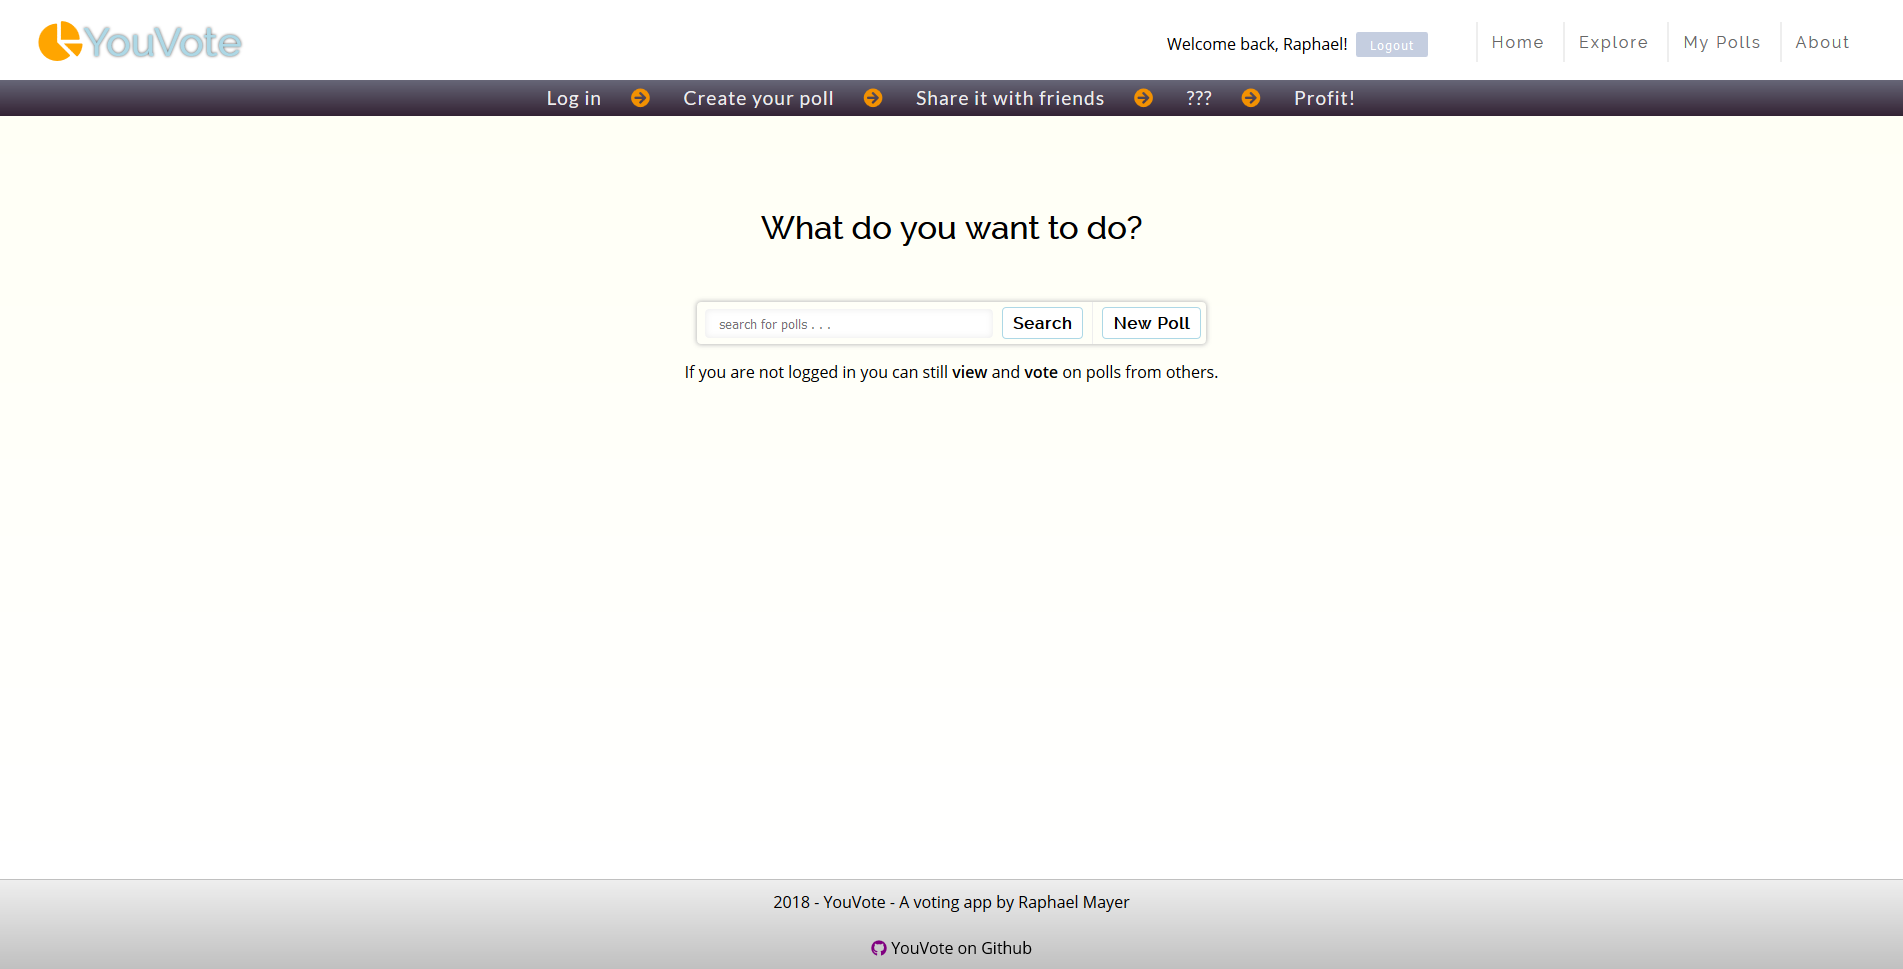 YouVote
Welcome back, Raphael! Logout
Home Explore My Polls About
Log in Create your poll Share it with friends ??? Profit!
What do you want to do?
search for polls . . . Search New Poll
If you are not logged in you can still view and vote on polls from others.
2018 - YouVote - A voting app by Raphael Mayer
YouVote on Github